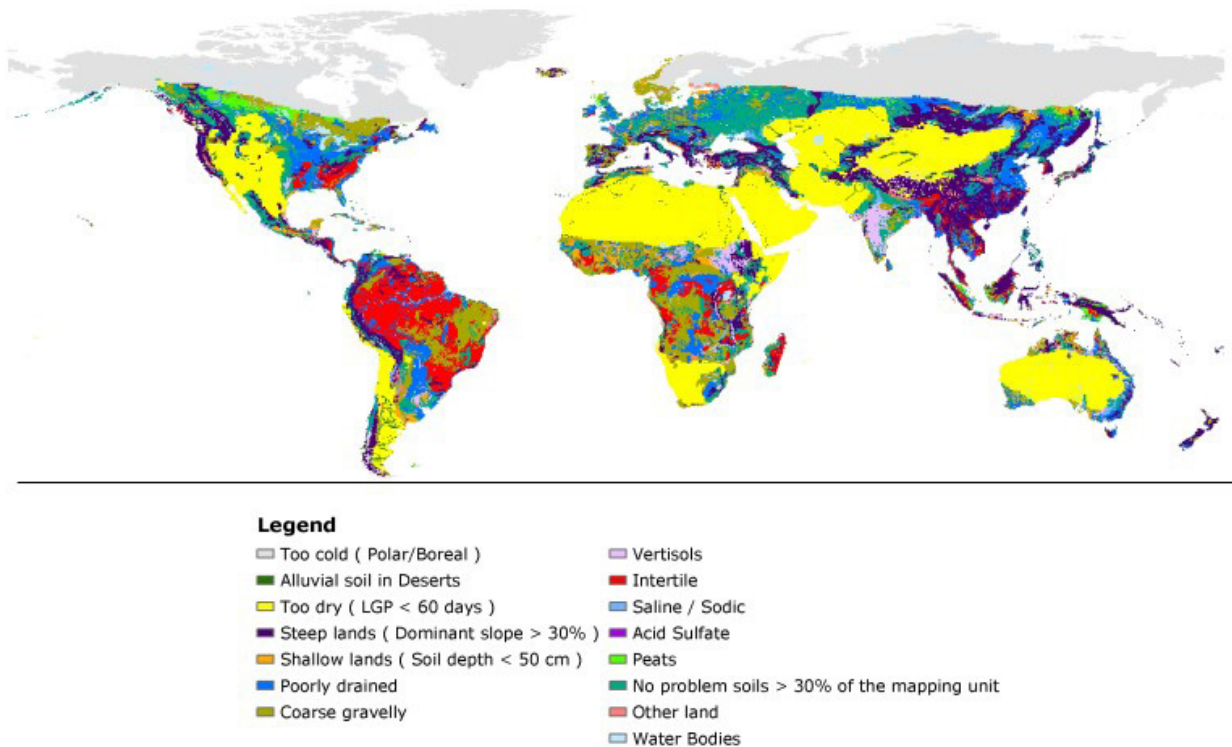 Legend
Too cold ( Polar/Boreal )
Alluvial soil in Deserts
Too dry ( LGP < 60 days )
Steep lands ( Dominant slope > 30% )
Shallow lands ( Soil depth < 50 cm )
Poorly drained
Coarse gravelly
Vertisols
Intertile
Saline / Sodic
Acid Sulfate
Peats
No problem soils > 30% of the mapping unit
Other land
Water Bodies